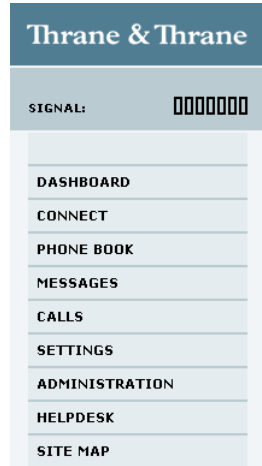 Thrane & Thrane
SIGNAL:
DASHBOARD
CONNECT
PHONE BOOK
MESSAGES
CALLS
SETTINGS
ADMINISTRATION
HELPDESK
SITE MAP